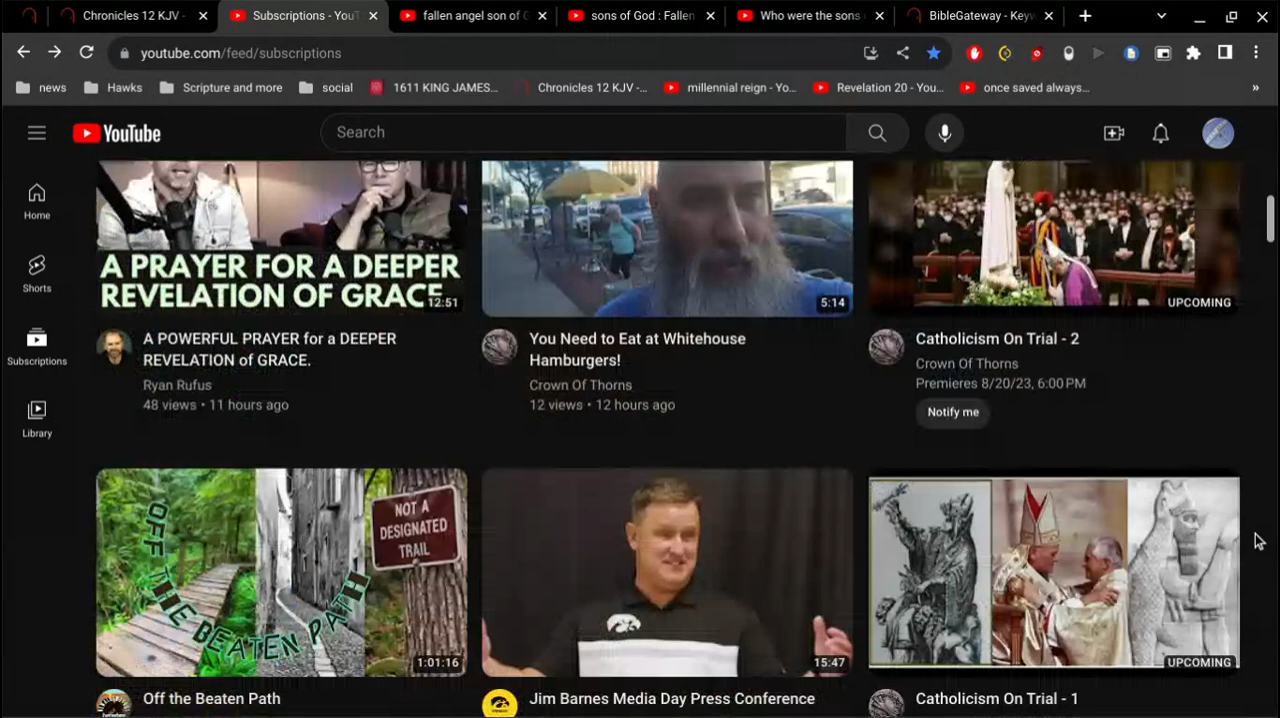 Chronicles 12 KJV -
Subscriptions - YouT
fallen angel son of G
sons of God : Fallen
Who were the sons
BibleGateway - Keyw
youtube.com/feed/subscriptions
news
Hawks
Scripture and more
social
1611 KING JAMES...
Chronicles 12 KJV -...
millennial reign - Yo...
Revelation 20 - You...
once saved always...
»
YouTube
Search
Home
Shorts
Subscriptions
Library
A PRAYER FOR A DEEPER
REVELATION OF GRACE
12:51
5:14
UPCOMING
A POWERFUL PRAYER for a DEEPER
REVELATION of GRACE.
Ryan Rufus
48 views • 11 hours ago
You Need to Eat at Whitehouse
Hamburgers!
Crown Of Thorns
12 views • 12 hours ago
Catholicism On Trial - 2
Crown Of Thorns
Premieres 8/20/23, 6:00 PM
Notify me
OFF THE BEATEN PATH
NOT A
DESIGNATED
TRAIL
1:01:16
15:47
UPCOMING
Off the Beaten Path
Jim Barnes Media Day Press Conference
Catholicism On Trial - 1